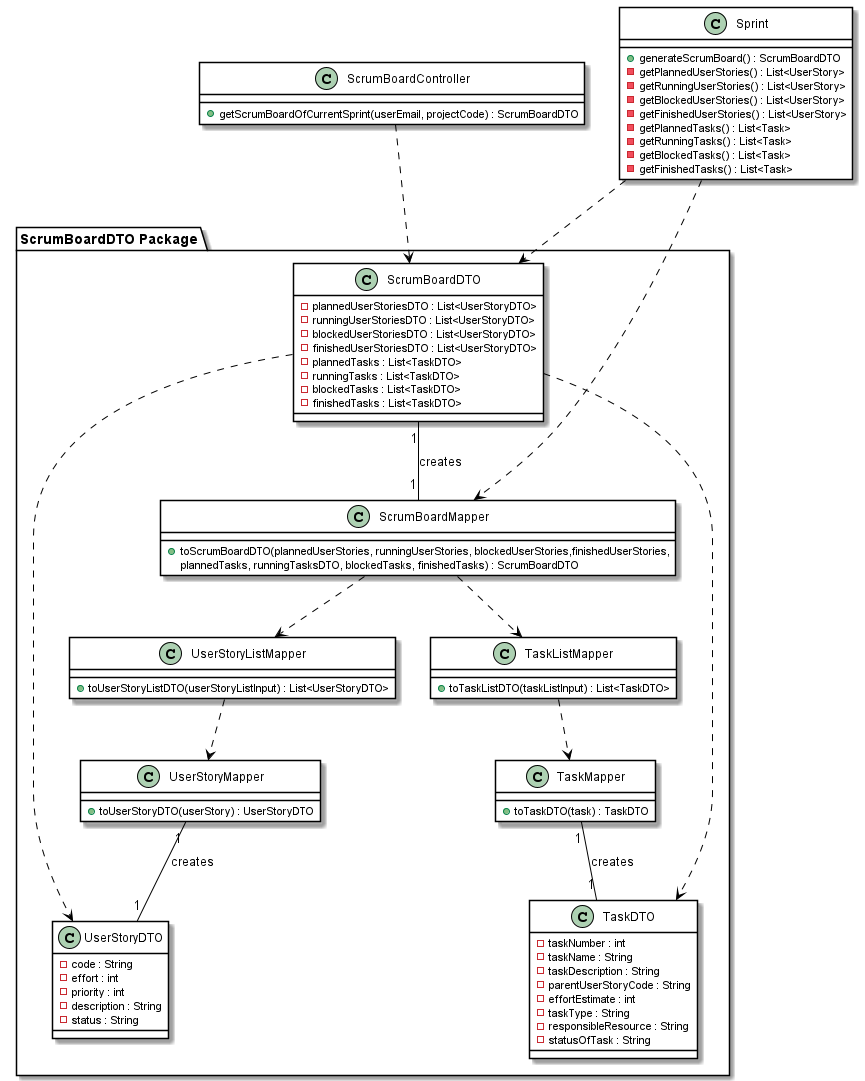 C Sprint
generateScrumBoard() : ScrumBoardDTO
getPlannedUserStories() : List<UserStory>
getRunningUserStories() : List<UserStory>
getBlockedUserStories() : List<UserStory>
getFinishedUserStories() : List<UserStory>
getPlannedTasks() : List<Task>
getRunningTasks() : List<Task>
getBlockedTasks() : List<Task>
getFinishedTasks() : List<Task>
C ScrumBoardController
getScrumBoardOfCurrentSprint(userEmail, projectCode) : ScrumBoardDTO
ScrumBoardDTO Package
C ScrumBoardDTO
plannedUserStoriesDTO : List<UserStoryDTO>
runningUserStoriesDTO : List<UserStoryDTO>
blockedUserStoriesDTO : List<UserStoryDTO>
finishedUserStoriesDTO : List<UserStoryDTO>
plannedTasks : List<TaskDTO>
runningTasks : List<TaskDTO>
blockedTasks : List<TaskDTO>
finishedTasks : List<TaskDTO>
1
creates
1
C ScrumBoardMapper
toScrumBoardDTO(plannedUserStories, runningUserStories, blockedUserStories,finishedUserStories,
plannedTasks, runningTasksDTO, blockedTasks, finishedTasks) : ScrumBoardDTO
C UserStoryListMapper
toUserStoryListDTO(userStoryListInput) : List<UserStoryDTO>
C TaskListMapper
toTaskListDTO(taskListInput) : List<TaskDTO>
C UserStoryMapper
toUserStoryDTO(userStory) : UserStoryDTO
C TaskMapper
toTaskDTO(task) : TaskDTO
1
creates
1
1
creates
1
C UserStoryDTO
code : String
effort : int
priority : int
description : String
status : String
C TaskDTO
taskNumber : int
taskName : String
taskDescription : String
parentUserStoryCode : String
effortEstimate : int
taskType : String
responsibleResource : String
statusOfTask : String